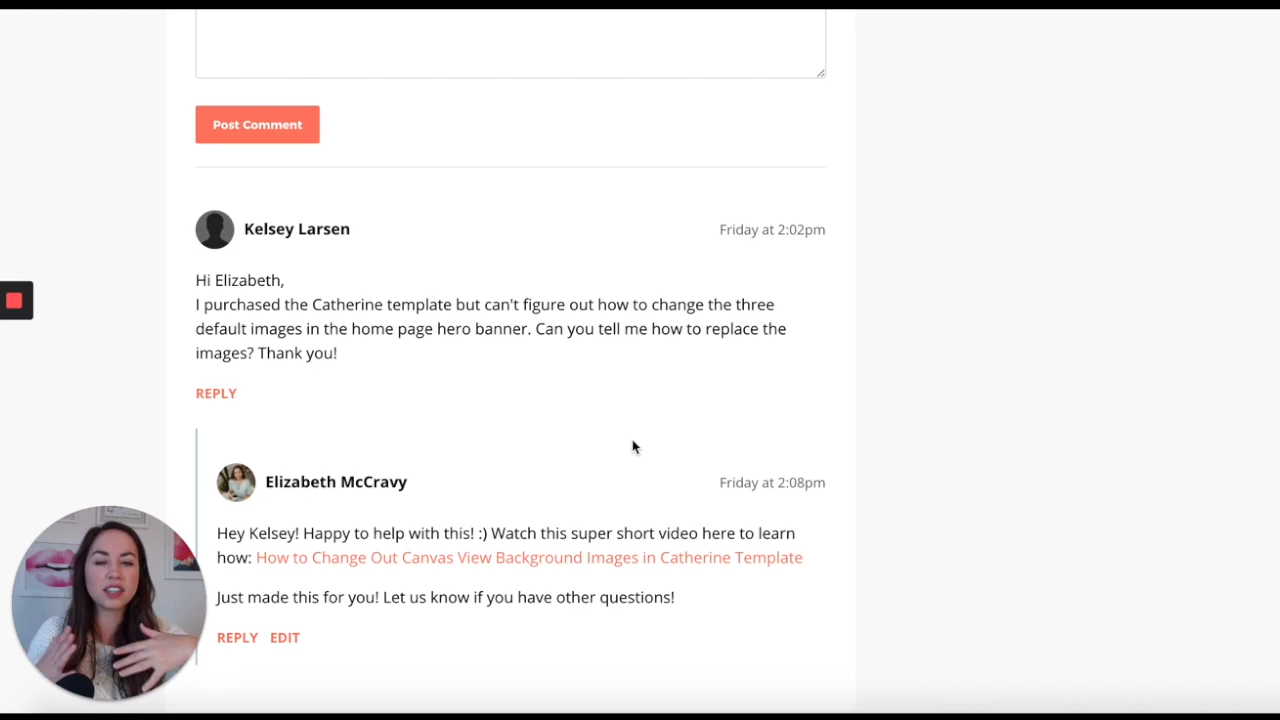 Post Comment
Kelsey Larsen
Friday at 2:02pm
Hi Elizabeth,
I purchased the Catherine template but can't figure out how to change the three
default images in the home page hero banner. Can you tell me how to replace the
images? Thank you!
REPLY
Elizabeth McCravy
Friday at 2:08pm
Hey Kelsey! Happy to help with this! :) Watch this super short video here to learn
how: How to Change Out Canvas View Background Images in Catherine Template
Just made this for you! Let us know if you have other questions!
REPLY EDIT